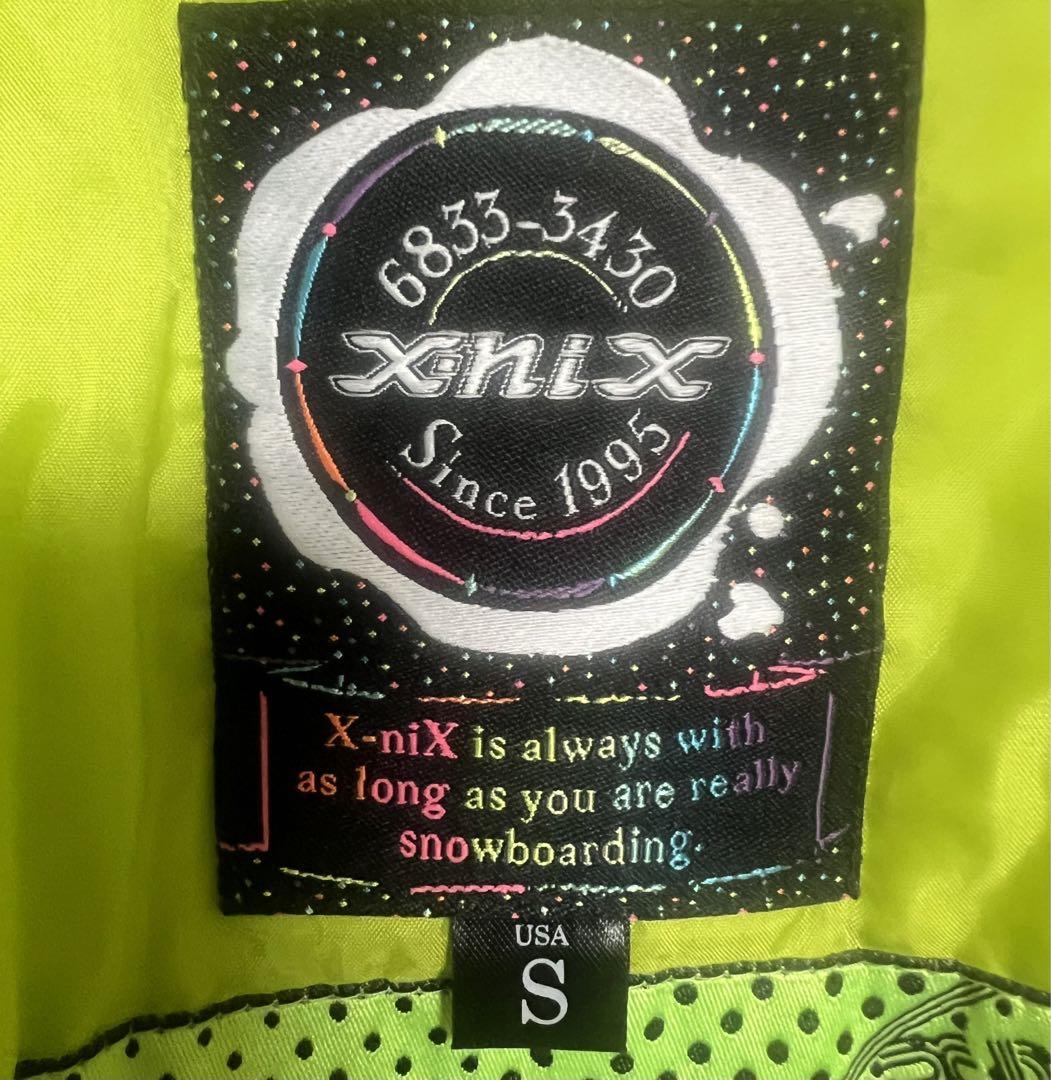 6833-3430
x-nix
Since 1995
X-niX is always with
as long as you are really
snowboarding.
USA
S